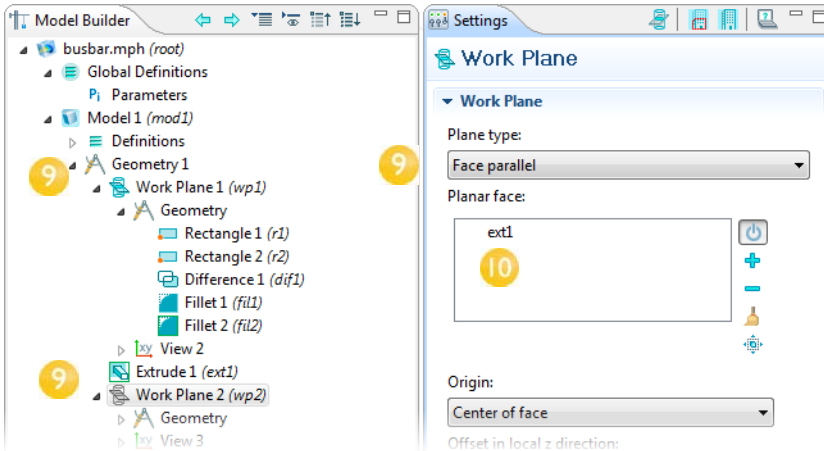 Model Builder
busbar.mph (root)
Global Definitions
Pi Parameters
Model 1 (mod1)
Definitions
9
Geometry 1
Work Plane 1 (wp1)
Geometry
Rectangle 1 (r1)
Rectangle 2 (r2)
Difference 1 (dif1)
Fillet 1 (fil1)
Fillet 2 (fil2)
xy View 2
Extrude 1 (ext1)
9
Work Plane 2 (wp2)
Geometry
xy View 3
Settings
Work Plane
Work Plane
Plane type:
9
Face parallel
Planar face:
ext1
10
Origin:
Center of face
Offset in local z direction: